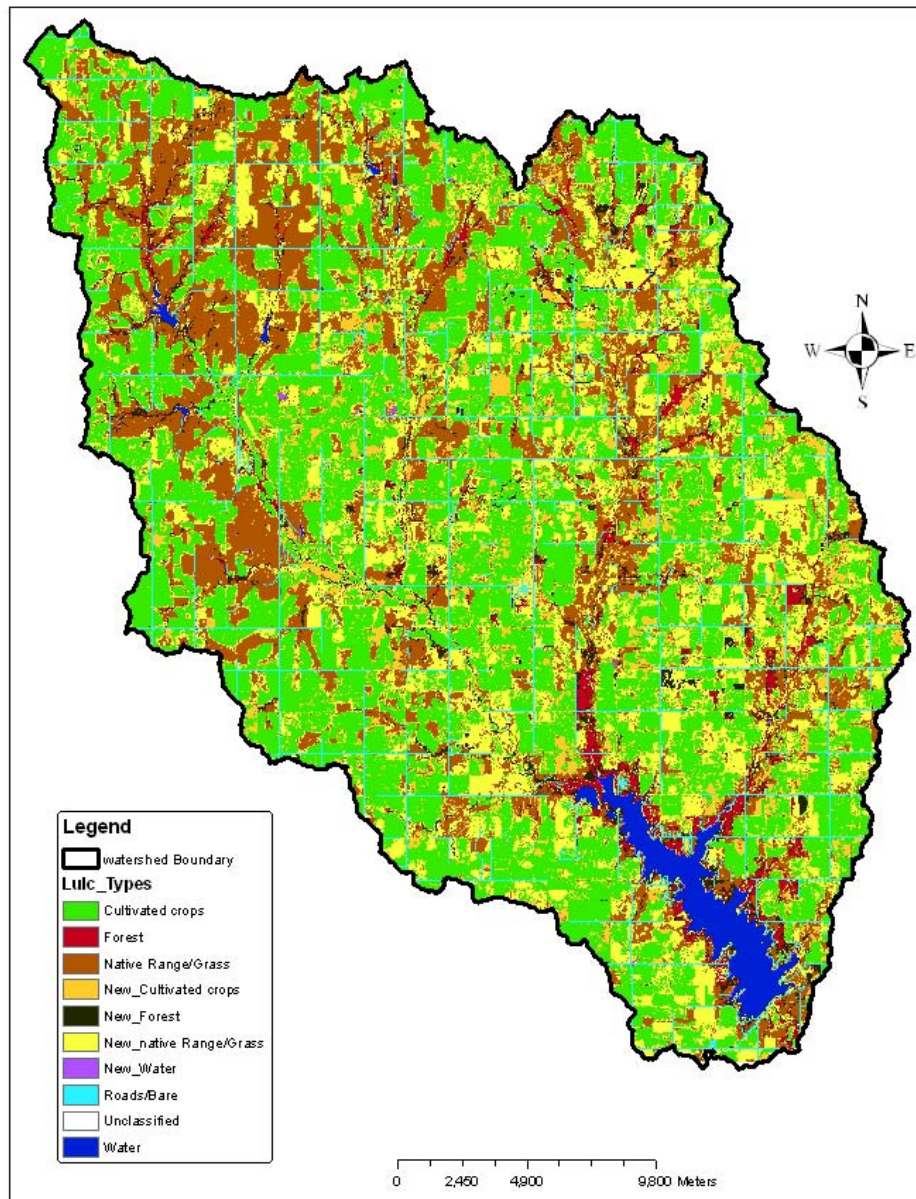 N
W E
S
Legend
watershed Boundary
Lulc_Types
Cultivated crops
Forest
Native Range/Grass
New_Cultivated crops
New_Forest
New_native Range/Grass
New_Water
Roads/Bare
Unclassified
Water
0 2,450 4,900 9,800 Meters